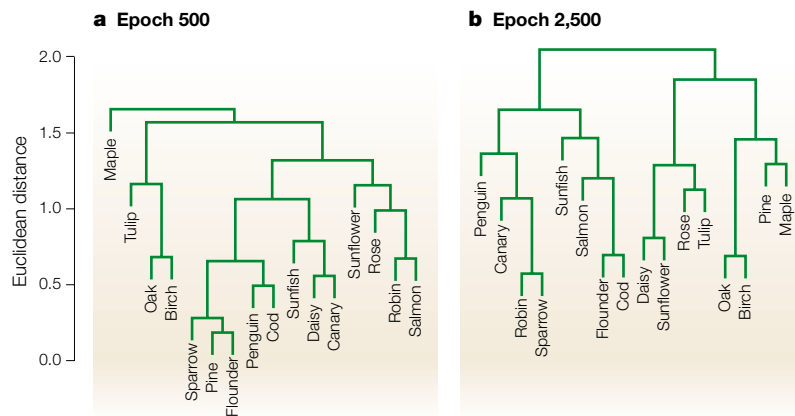 a Epoch 500
b Epoch 2,500
Euclidean distance
2.0
1.5
1.0
0.5
0.0
Maple
Tulip
Oak
Birch
Sparrow
Pine
Flounder
Penguin
Cod
Sunfish
Daisy
Canary
Sunflower
Rose
Robin
Salmon
Penguin
Canary
Robin
Sparrow
Sunfish
Salmon
Flounder
Cod
Daisy
Sunflower
Rose
Tulip
Oak
Birch
Pine
Maple